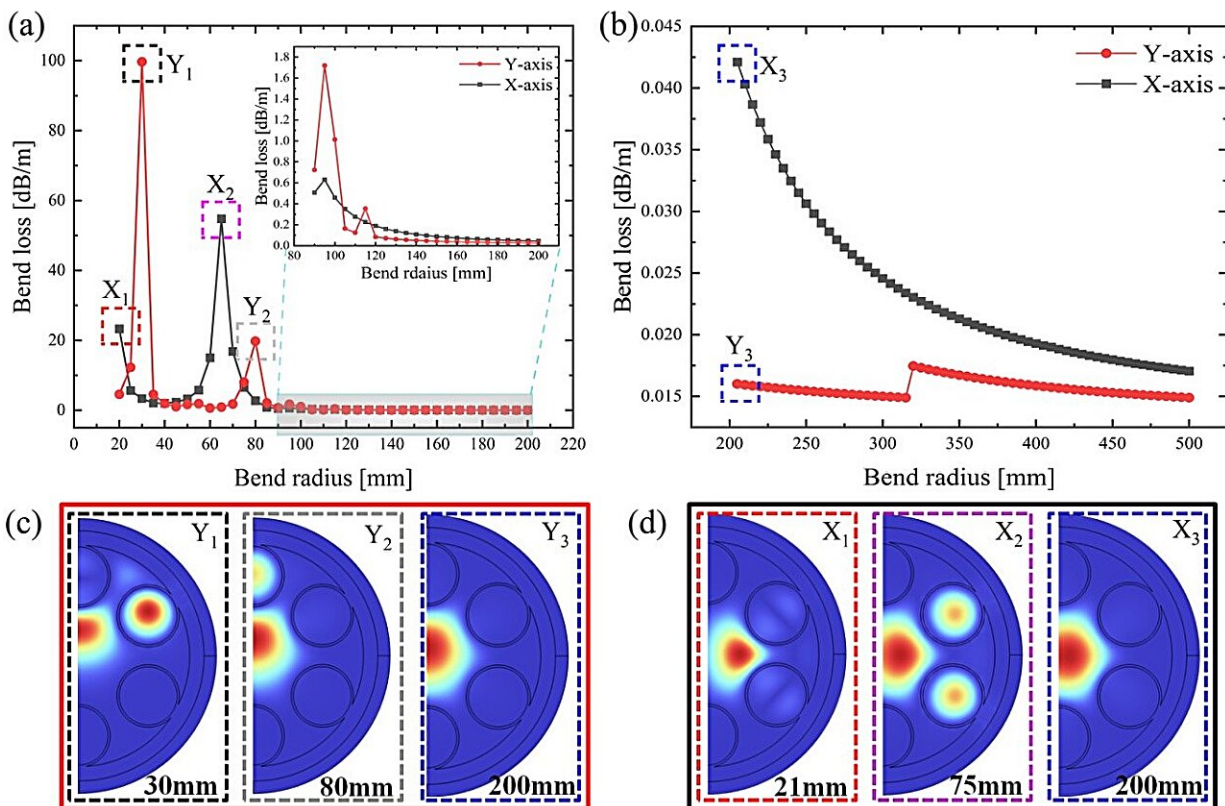 (a)
Bend loss [dB/m]
100
80
60
40
20
0
20 40 60 80 100 120 140 160 180 200 220
Bend radius [mm]
Y1
X2
X1
Y2
1.8
1.6
1.4
1.2
1.0
0.8
0.6
0.4
0.2
0.0
Bend loss [dB/m]
Y-axis
X-axis
80 100 120 140 160 180 200
Bend rdaius [mm]
(b)
Bend loss [dB/m]
0.045
0.040
0.035
0.030
0.025
0.020
0.015
200 250 300 350 400 450 500
Bend radius [mm]
X3
Y3
Y-axis
X-axis
(c)
Y1
30mm
Y2
80mm
Y3
200mm
(d)
X1
21mm
X2
75mm
X3
200mm